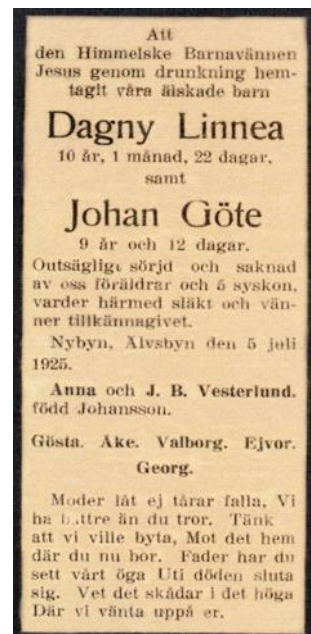 Att
den Himmelske Barnavännen
Jesus genom drunkning hem-
tagit våra älskade barn
Dagny Linnea
10 år, 1 månad, 22 dagar,
samt
Johan Göte
9 år och 12 dagar.
Outsägligt sörjd och saknad
av oss föräldrar och 5 syskon,
varder härmed släkt och vän-
ner tillkännagivet.
Nybyn, Älvsbyn den 5 juli
1925.
Anna och J. B. Vesterlund.
född Johansson.
Gösta. Åke. Valborg. Ejvor.
Georg.
Moder låt ej tårar falla, Vi
ha bättre än du tror. Tänk
att vi ville byta, Mot det hem
där du nu bor. Fader har du
sett vårt öga Uti döden sluta
sig. Vet det skådar i det höga
Där vi vänta uppå er.